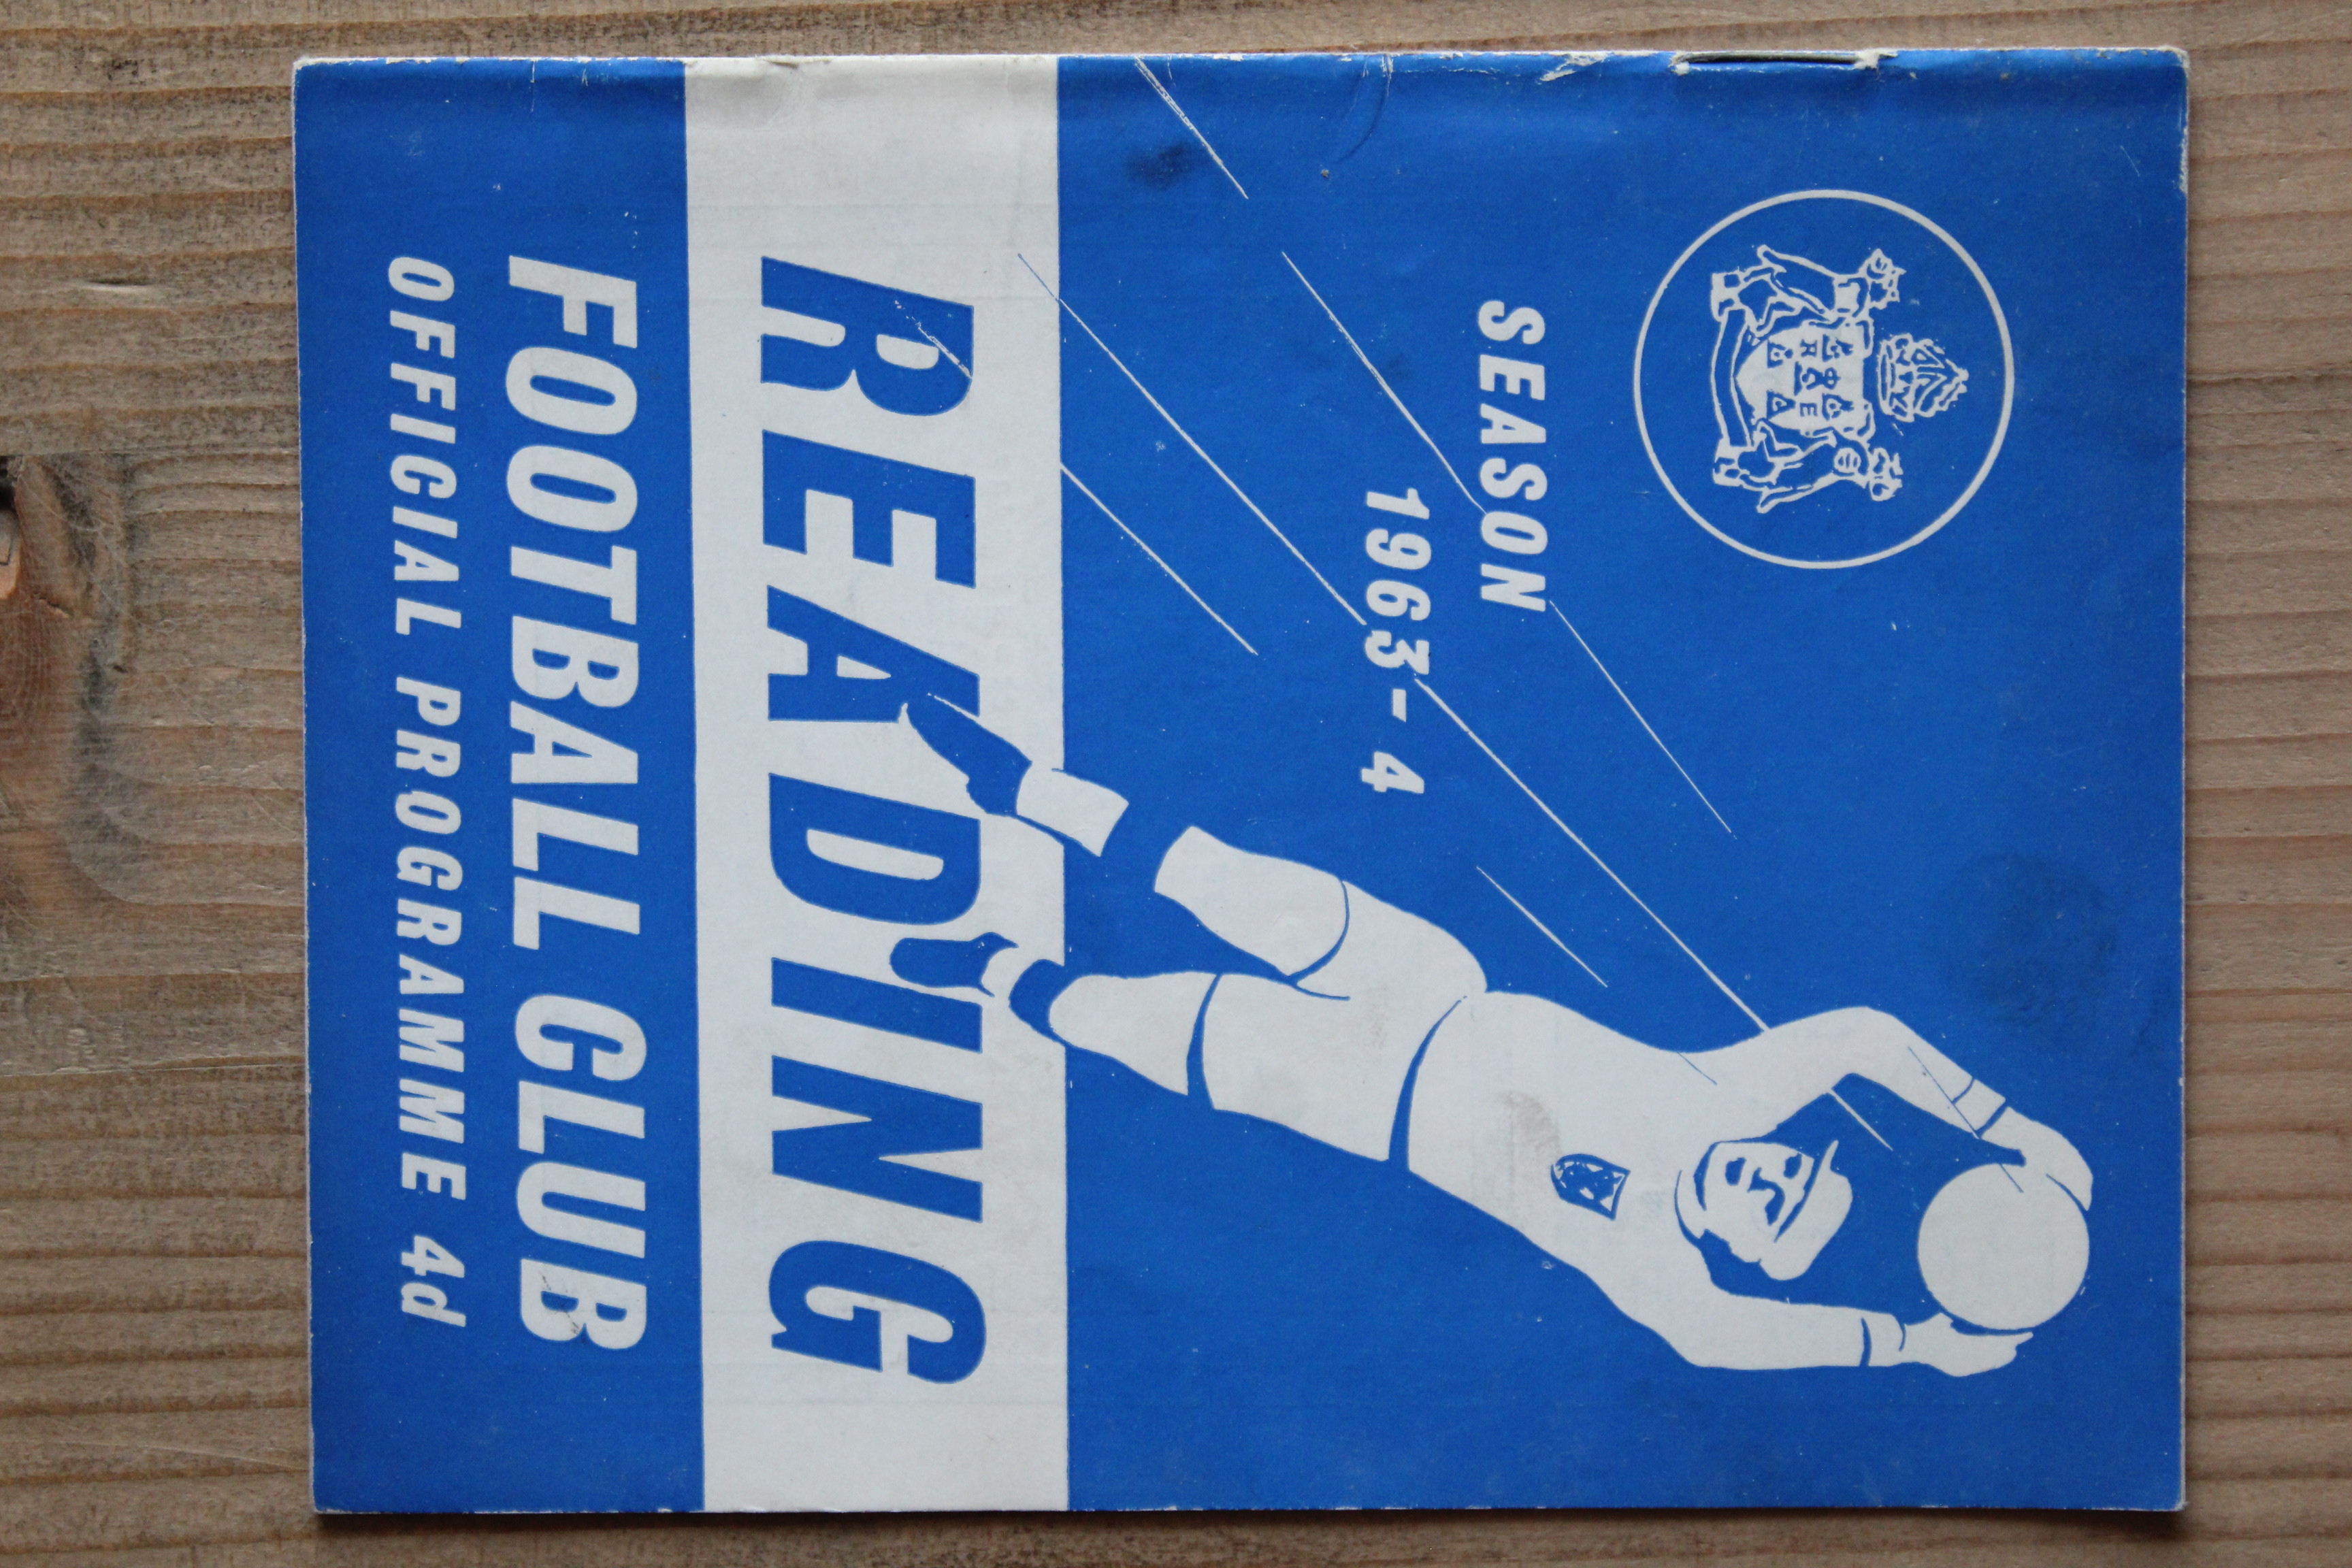 SEASON
1963-4
READING
FOOTBALL CLUB
OFFICIAL PROGRAMME 4d